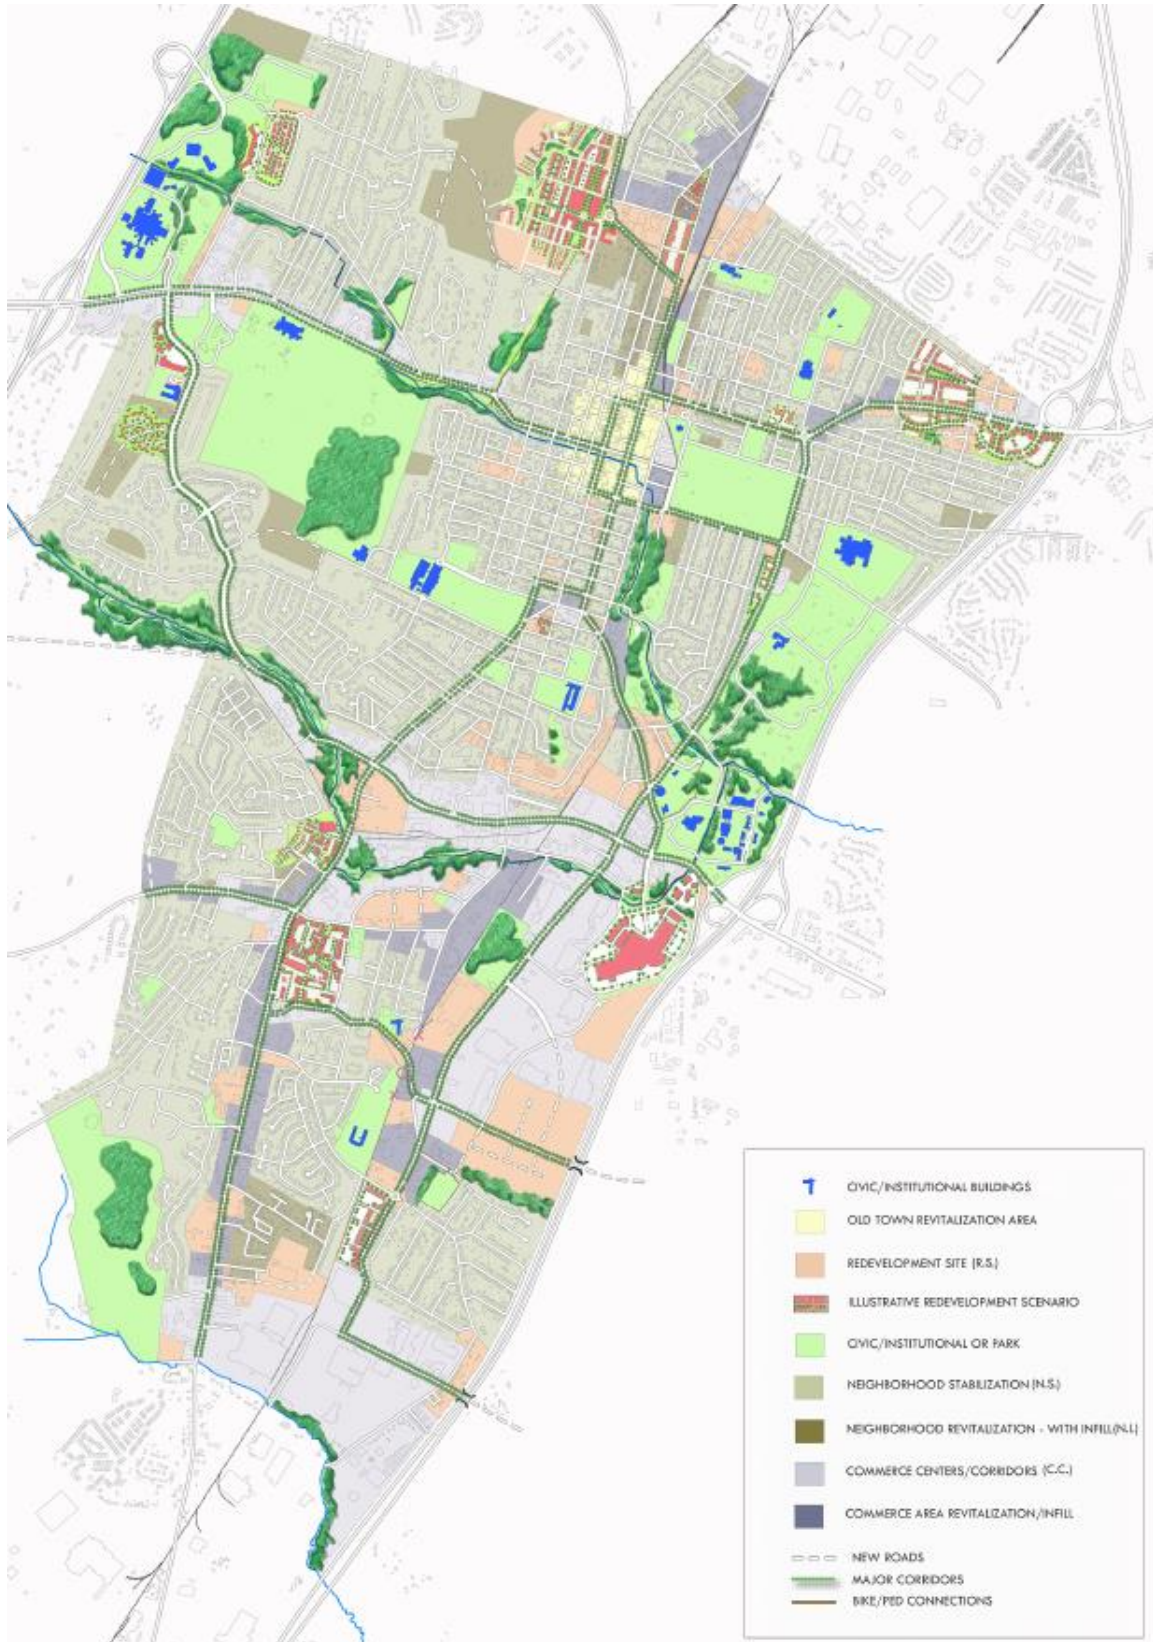 CIVIC/INSTITUTIONAL BUILDINGS
OLD TOWN REVITALIZATION AREA
REDEVELOPMENT SITE (R.S.)
ILLUSTRATIVE REDEVELOPMENT SCENARIO
CIVIC/INSTITUTIONAL OR PARK
NEIGHBORHOOD STABILIZATION (N.S.)
NEIGHBORHOOD REVITALIZATION - WITH INFILL(N.I.)
COMMERCE CENTERS/CORRIDORS (C.C.)
COMMERCE AREA REVITALIZATION/INFILL
NEW ROADS
MAJOR CORRIDORS
BIKE/PED CONNECTIONS